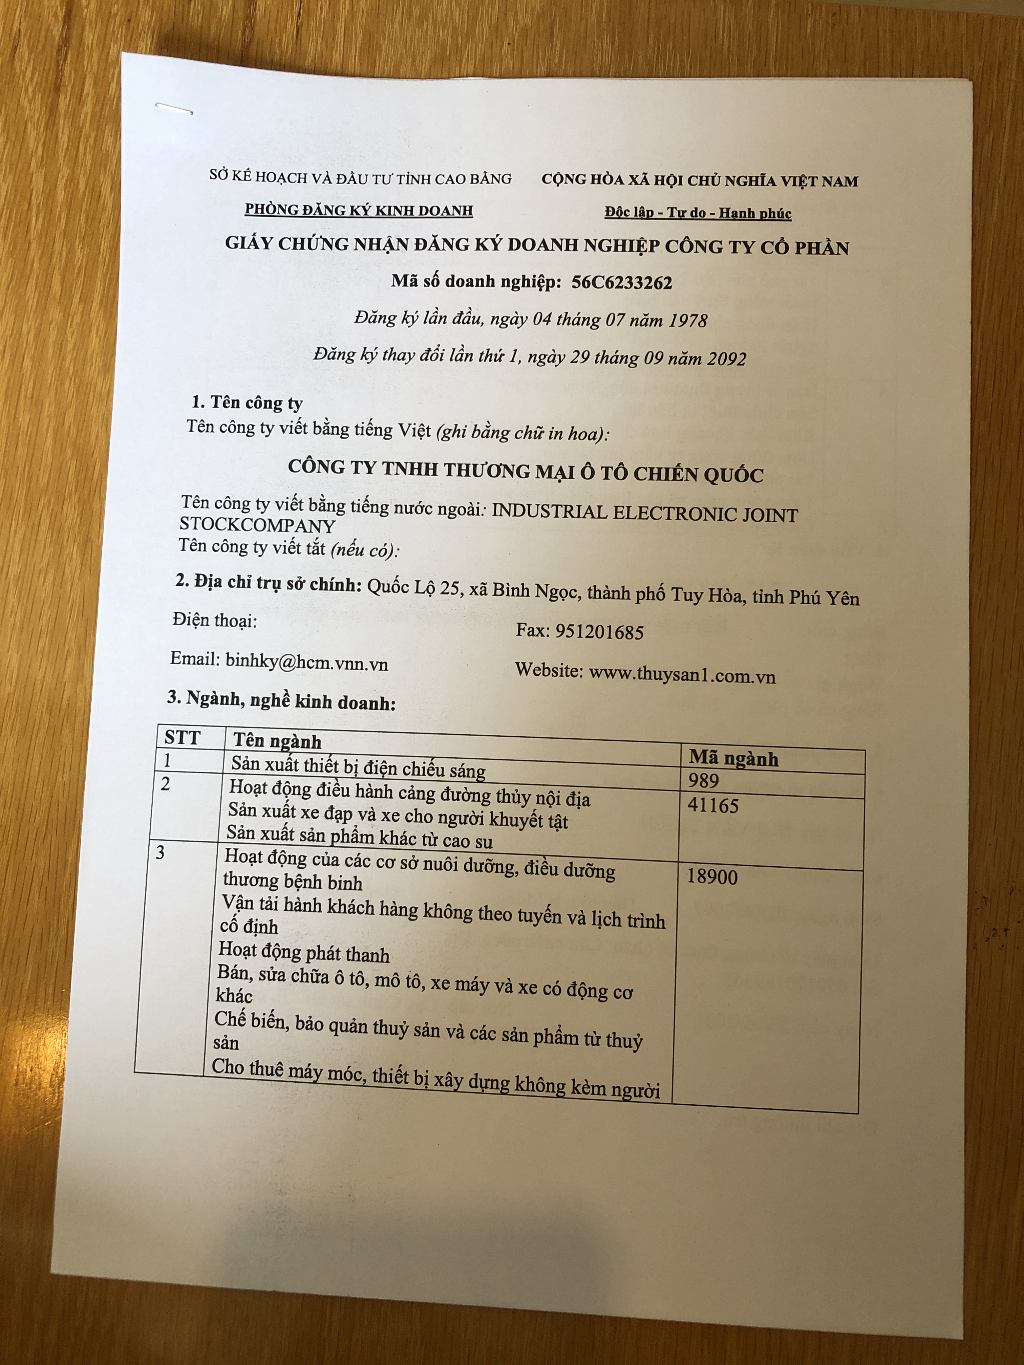 SỞ KẾ HOẠCH VÀ ĐẦU TƯ TỈNH CAO BẰNG
CỘNG HÒA XÃ HỘI CHỦ NGHĨA VIỆT NAM
PHÒNG ĐĂNG KÝ KINH DOANH
Độc lập - Tự do - Hạnh phúc
GIẤY CHỨNG NHẬN ĐĂNG KÝ DOANH NGHIỆP CÔNG TY CỔ PHẦN
Mã số doanh nghiệp: 56C6233262
Đăng ký lần đầu, ngày 04 tháng 07 năm 1978
Đăng ký thay đổi lần thứ 1, ngày 29 tháng 09 năm 2092
1. Tên công ty
Tên công ty viết bằng tiếng Việt (ghi bằng chữ in hoa):
CÔNG TY TNHH THƯƠNG MẠI Ô TÔ CHIẾN QUỐC
Tên công ty viết bằng tiếng nước ngoài: INDUSTRIAL ELECTRONIC JOINT
STOCKCOMPANY
Tên công ty viết tắt (nếu có):
2. Địa chỉ trụ sở chính: Quốc Lộ 25, xã Bình Ngọc, thành phố Tuy Hòa, tỉnh Phú Yên
Điện thoại:
Fax: 951201685
Email: binhky@hcm.vnn.vn
Website: www.thuysan1.com.vn
3. Ngành, nghề kinh doanh:
STT Tên ngành Mã ngành
1 Sản xuất thiết bị điện chiếu sáng 989
2 Hoạt động điều hành cảng đường thủy nội địa 41165
Sản xuất xe đạp và xe cho người khuyết tật
Sản xuất sản phẩm khác từ cao su
3 Hoạt động của các cơ sở nuôi dưỡng, điều dưỡng 18900
thương bệnh binh
Vận tải hành khách hàng không theo tuyến và lịch trình
cố định
Hoạt động phát thanh
Bán, sửa chữa ô tô, mô tô, xe máy và xe có động cơ
khác
Chế biến, bảo quản thuỷ sản và các sản phẩm từ thuỷ
sản
Cho thuê máy móc, thiết bị xây dựng không kèm người